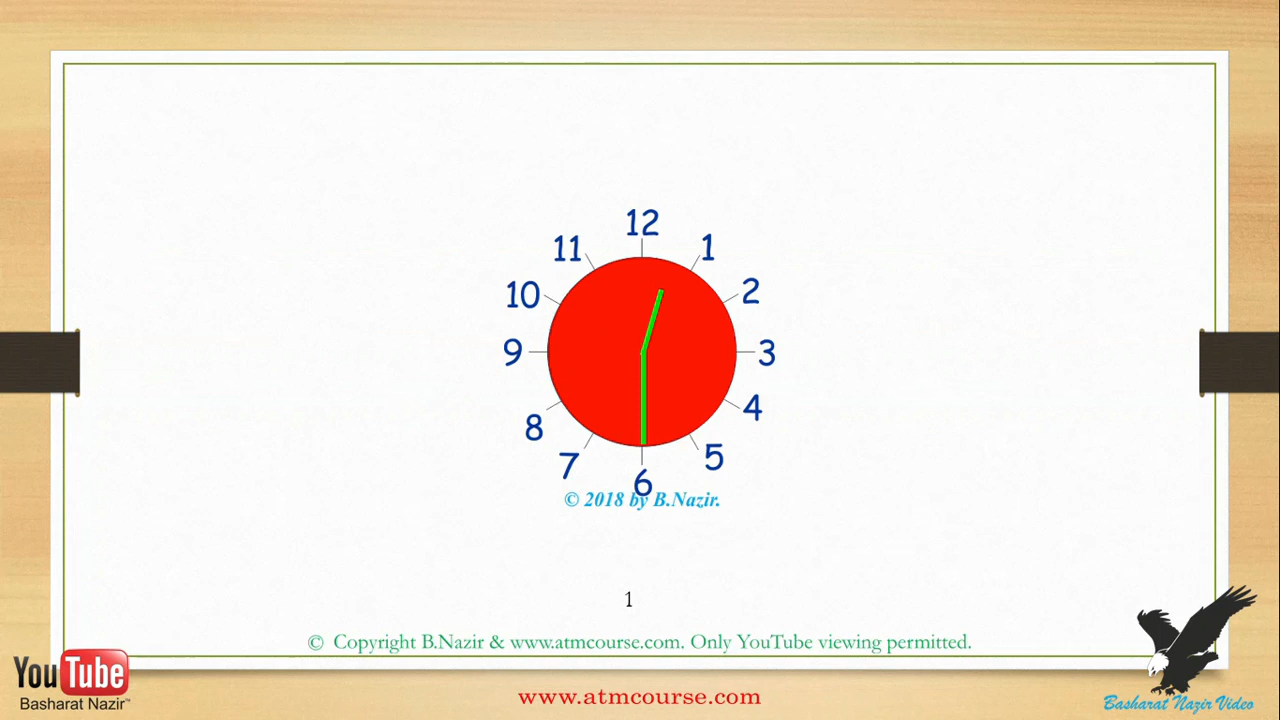 12
11
1
10
2
9
3
8
4
7
5
6
© 2018 by B.Nazir.
1
© Copyright B.Nazir & www.atmcourse.com. Only YouTube viewing permitted.
YouTube
Basharat Nazir™
www.atmcourse.com
Basharat Nazir Video